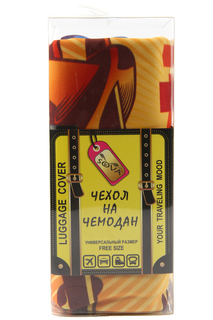 LUGGAGE COVER
ЧЕХОЛ
НА
ЧЕМОДАН
УНИВЕРСАЛЬНЫЙ РАЗМЕР
FREE SIZE
YOUR TRAVELING MOOD